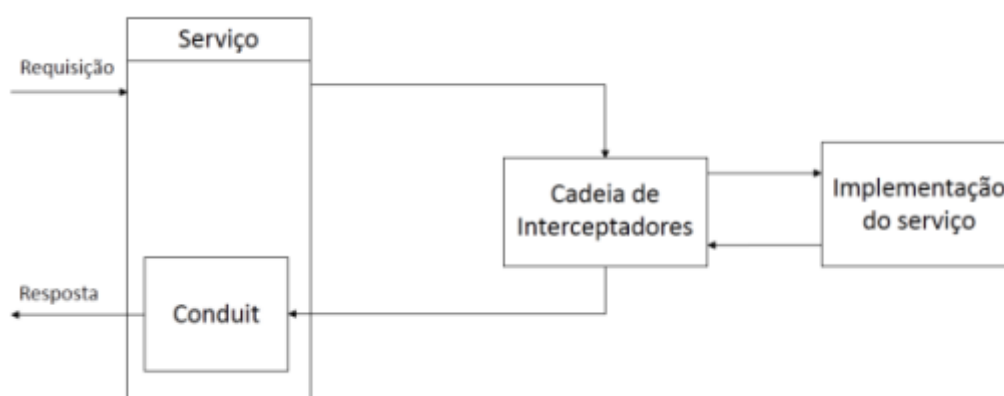 Serviço
Requisição
Cadeia de
Interceptadores
Implementação
do serviço
Resposta
Conduit